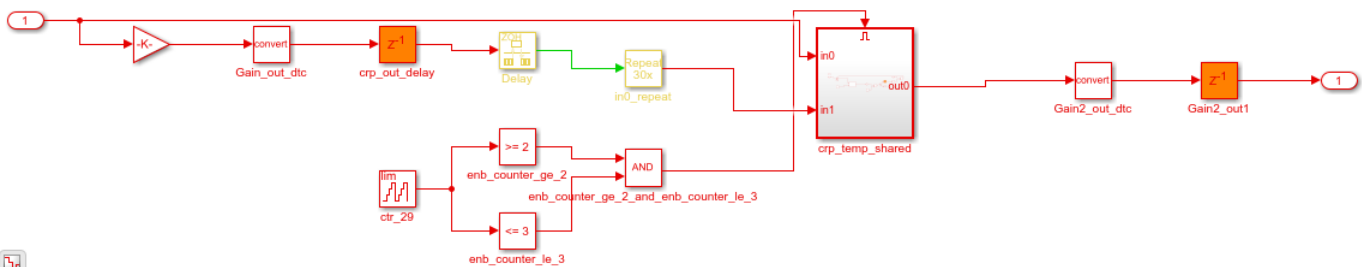 1
-K-
convert
Gain_out_dtc
z-1
crp_out_delay
ZOH
Delay
Repeat
30x
in0_repeat
in0
in1
out0
crp_temp_shared
convert
Gain2_out_dtc
z-1
Gain2_out1
1
lim
ctr_29
>= 2
enb_counter_ge_2
<= 3
enb_counter_le_3
AND
enb_counter_ge_2_and_enb_counter_le_3